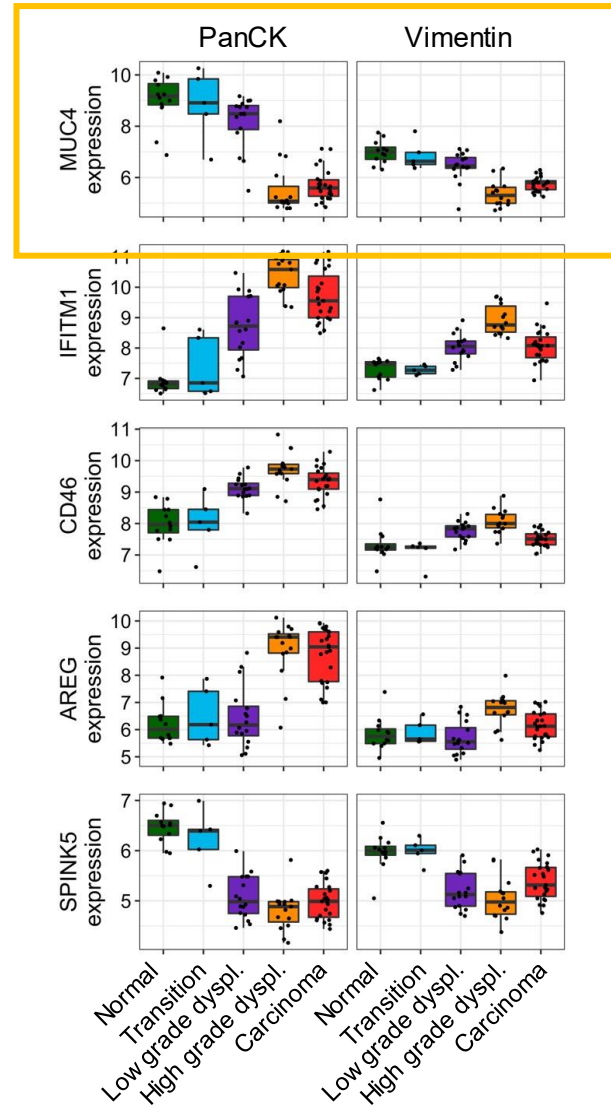 PanCK Vimentin
MUC4
expression
10
8
6
IFITM1
expression
11
10
9
8
7
CD46
expression
11
10
9
8
7
AREG
expression
10
9
8
7
6
5
SPINK5
expression
7
6
5
Normal
Transition
Low grade dyspl.
High grade dyspl.
Carcinoma
Normal
Transition
Low grade dyspl.
High grade dyspl.
Carcinoma